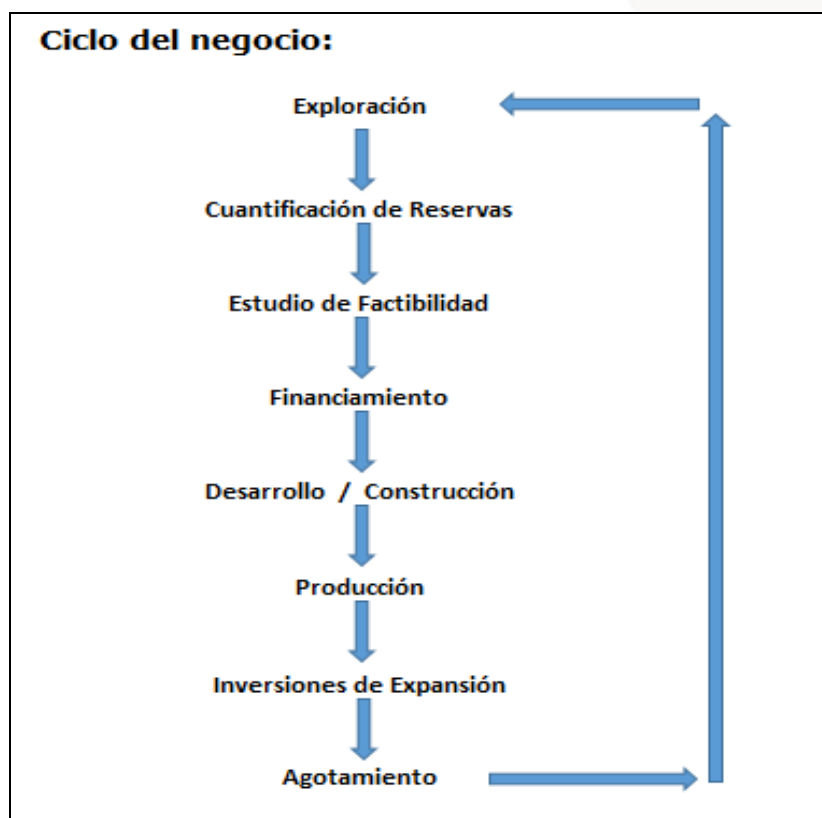 Ciclo del negocio:
Exploración
Cuantificación de Reservas
Estudio de Factibilidad
Financiamiento
Desarrollo / Construcción
Producción
Inversiones de Expansión
Agotamiento